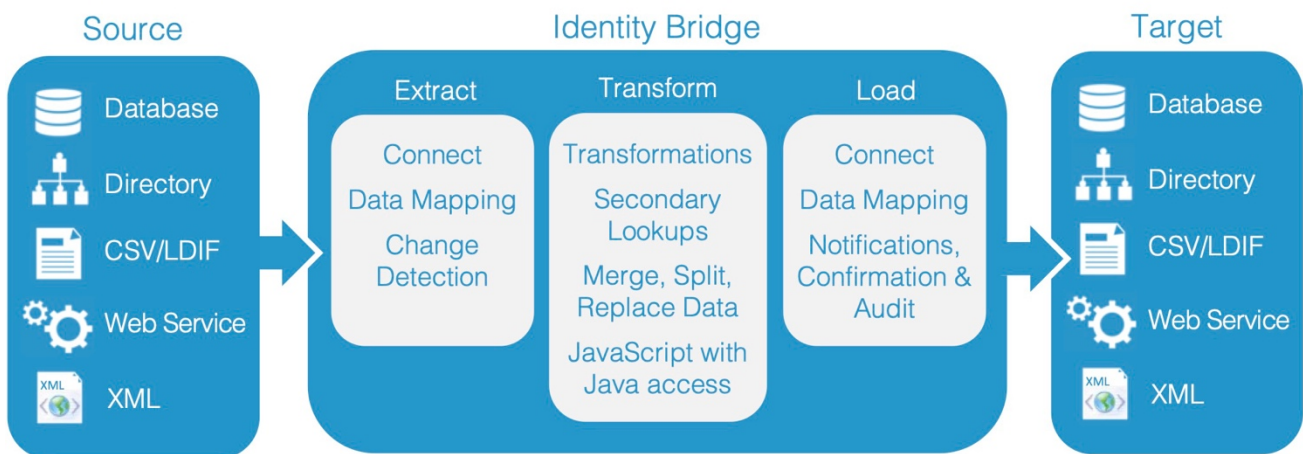 Source
Database
Directory
CSV/LDIF
Web Service
XML
XML
Identity Bridge
Extract
Connect
Data Mapping
Change
Detection
Transform
Transformations
Secondary
Lookups
Merge, Split,
Replace Data
JavaScript with
Java access
Load
Connect
Data Mapping
Notifications,
Confirmation &
Audit
Target
Database
Directory
CSV/LDIF
Web Service
XML
XML